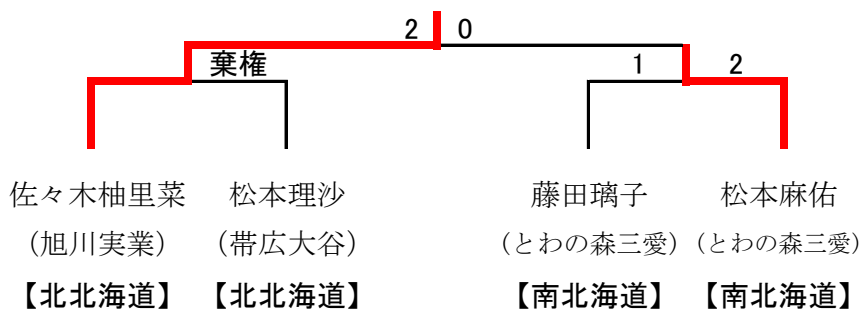 2 0
棄権 1 2
佐々木柚里菜 松本理沙 藤田璃子 松本麻佑
（旭川実業） （帯広大谷） （とわの森三愛） （とわの森三愛）
【北北海道】 【北北海道】 【南北海道】 【南北海道】